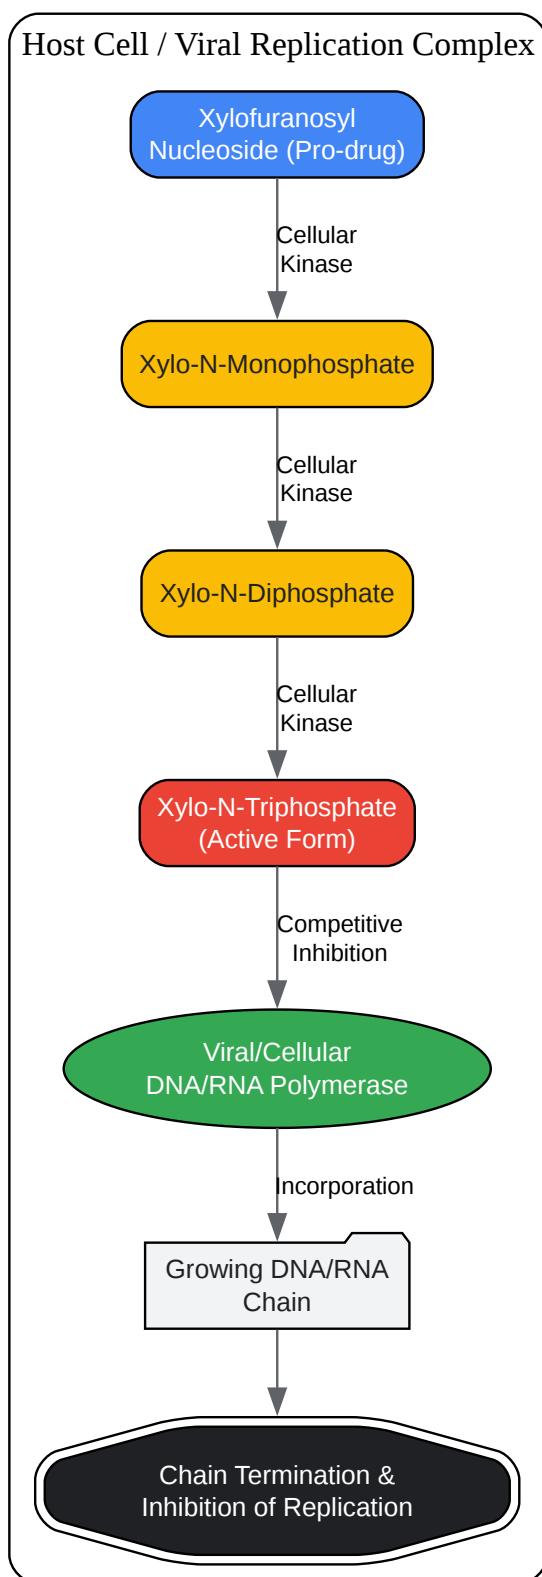 Host Cell / Viral Replication Complex
Xylofuranosyl
Nucleoside (Pro-drug)
Cellular
Kinase
Xylo-N-Monophosphate
Cellular
Kinase
Xylo-N-Diphosphate
Cellular
Kinase
Xylo-N-Triphosphate
(Active Form)
Competitive
Inhibition
Viral/Cellular
DNA/RNA Polymerase
Incorporation
Growing DNA/RNA
Chain
Chain Termination &
Inhibition of Replication